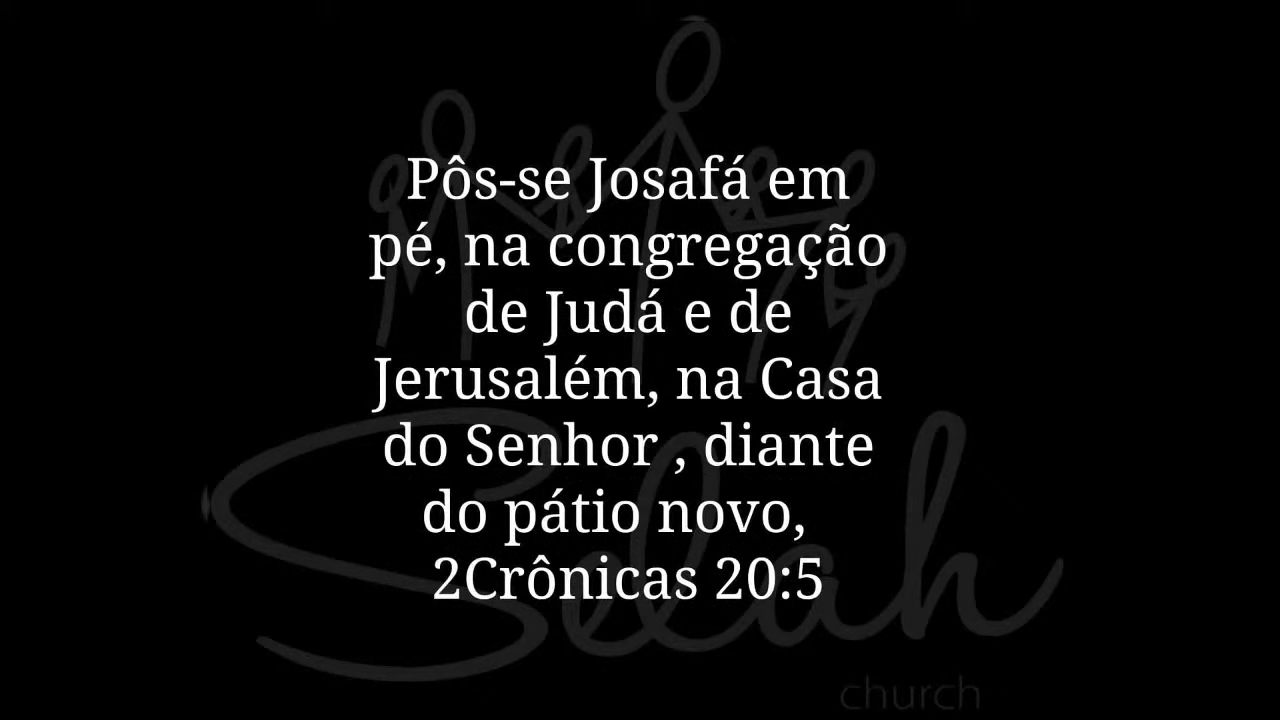 Pôs-se Josafá em
pé, na congregação
de Judá e de
Jerusalém, na Casa
do Senhor , diante
do pátio novo,
2Crônicas 20:5
Selah
church